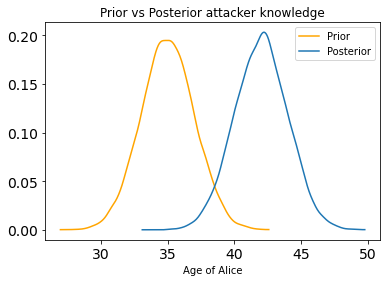 Prior vs Posterior attacker knowledge
Prior
Posterior
0.20
0.15
0.10
0.05
0.00
30 35 40 45 50
Age of Alice